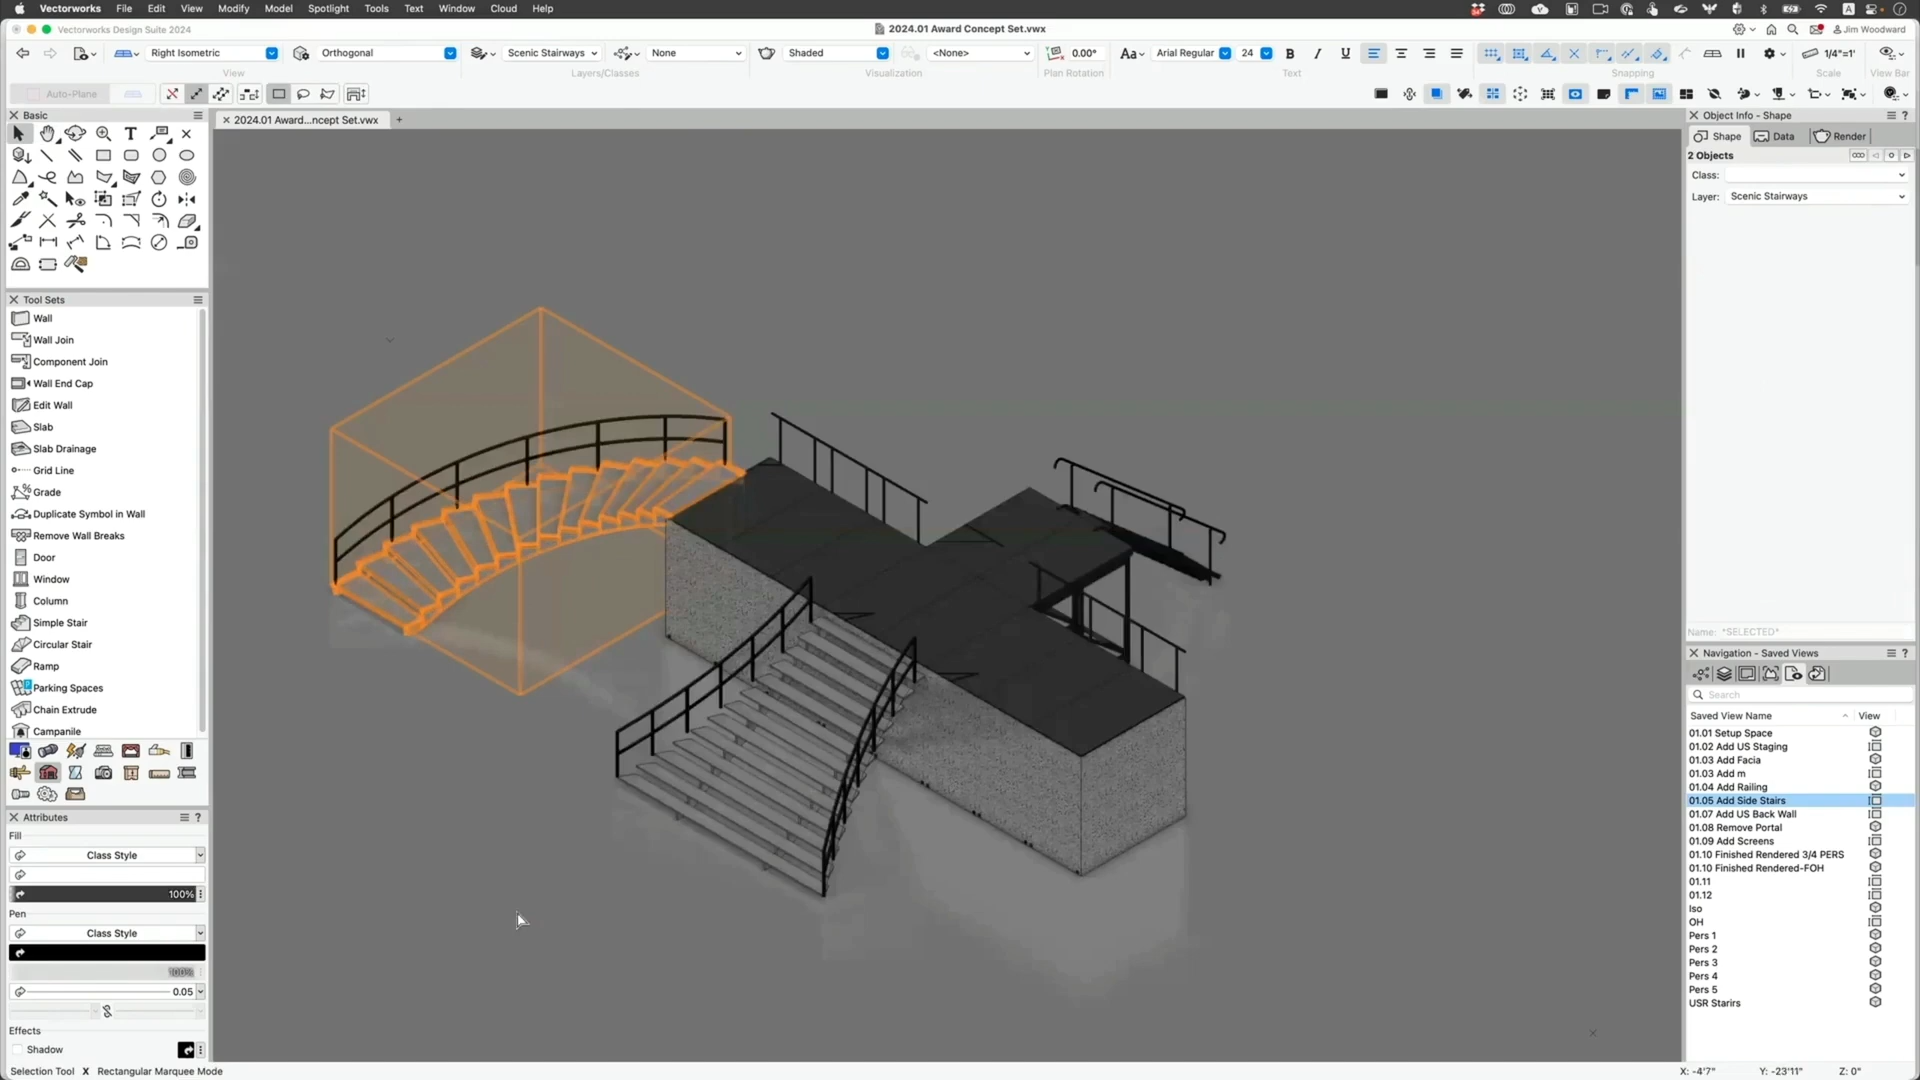 Vectorworks File Edit View Modify Model Spotlight Tools Text Window Cloud Help
Vectorworks Design Suite 2024
2024.01 Award Concept Set.vwx
Jim Woodward
Right Isometric
Orthogonal
Scenic Stairways
None
Shaded
<None>
0.00°
Aa
Arial Regular
24
B I U
1/4"=1'
View
Layers/Classes
Visualization
Plan Rotation
Text
Snapping
Scale
View Bar
Auto-Plane
Basic
2024.01 Award...ncept Set.vwx
Tool Sets
Wall
Wall Join
Component Join
Wall End Cap
Edit Wall
Slab
Slab Drainage
Grid Line
Grade
Duplicate Symbol in Wall
Remove Wall Breaks
Door
Window
Column
Simple Stair
Circular Stair
Ramp
Parking Spaces
Chain Extrude
Campanile
Attributes
Fill
Class Style
100%
Pen
Class Style
100%
0.05
Effects
Shadow
Selection Tool X Rectangular Marquee Mode
Object Info - Shape
Shape Data Render
2 Objects
Class:
Layer: Scenic Stairways
Name: *SELECTED*
Navigation - Saved Views
Search
Saved View Name View
01.01 Setup Space
01.02 Add US Staging
01.03 Add Facia
01.03 Add m
01.04 Add Railing
01.05 Add Side Stairs
01.07 Add US Back Wall
01.08 Remove Portal
01.09 Add Screens
01.10 Finished Rendered 3/4 PERS
01.10 Finished Rendered-FOH
01.11
01.12
Iso
OH
Pers 1
Pers 2
Pers 3
Pers 4
Pers 5
USR Starirs
X: -4'7" Y: -23'11" Z: 0"